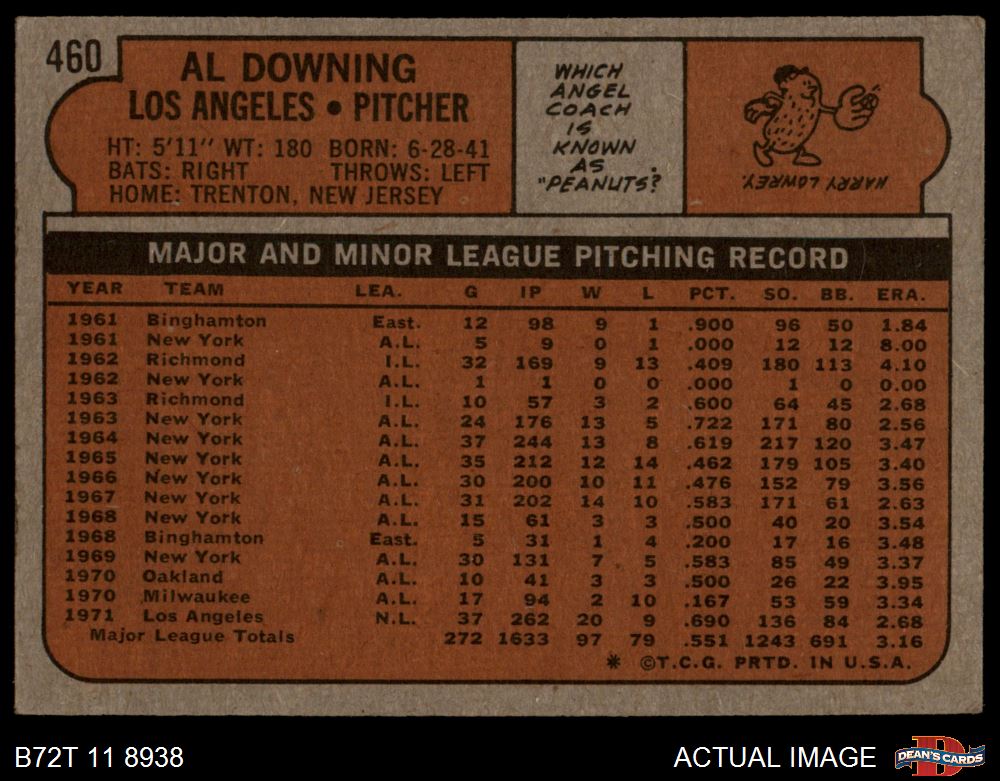 460
AL DOWNING
LOS ANGELES • PITCHER
HT: 5'11" WT: 180 BORN: 6-28-41
BATS: RIGHT THROWS: LEFT
HOME: TRENTON, NEW JERSEY
WHICH
ANGEL
COACH
IS
KNOWN
AS
"PEANUTS?
HARRY LOWREY.
MAJOR AND MINOR LEAGUE PITCHING RECORD
YEAR TEAM LEA. G IP W L PCT. SO. BB. ERA.
1961 Binghamton East. 12 98 9 1 .900 96 50 1.84
1961 New York A.L. 5 9 0 1 .000 12 12 8.00
1962 Richmond I.L. 32 169 9 13 .409 180 113 4.10
1962 New York A.L. 1 1 0 0 .000 1 0 0.00
1963 Richmond I.L. 10 57 3 2 .600 64 45 2.68
1963 New York A.L. 24 176 13 5 .722 171 80 2.56
1964 New York A.L. 37 244 13 8 .619 217 120 3.47
1965 New York A.L. 35 212 12 14 .462 179 105 3.40
1966 New York A.L. 30 200 10 11 .476 152 79 3.56
1967 New York A.L. 31 202 14 10 .583 171 61 2.63
1968 New York A.L. 15 61 3 3 .500 40 20 3.54
1968 Binghamton East. 5 31 1 4 .200 17 16 3.48
1969 New York A.L. 30 131 7 5 .583 85 49 3.37
1970 Oakland A.L. 10 41 3 3 .500 26 22 3.95
1970 Milwaukee A.L. 17 94 2 10 .167 53 59 3.34
1971 Los Angeles N.L. 37 262 20 9 .690 136 84 2.68
Major League Totals 272 1633 97 79 .551 1243 691 3.16
* ©T.C.G. PRTD. IN U.S.A.
B72T 11 8938
ACTUAL IMAGE
D
DEAN'S CARDS